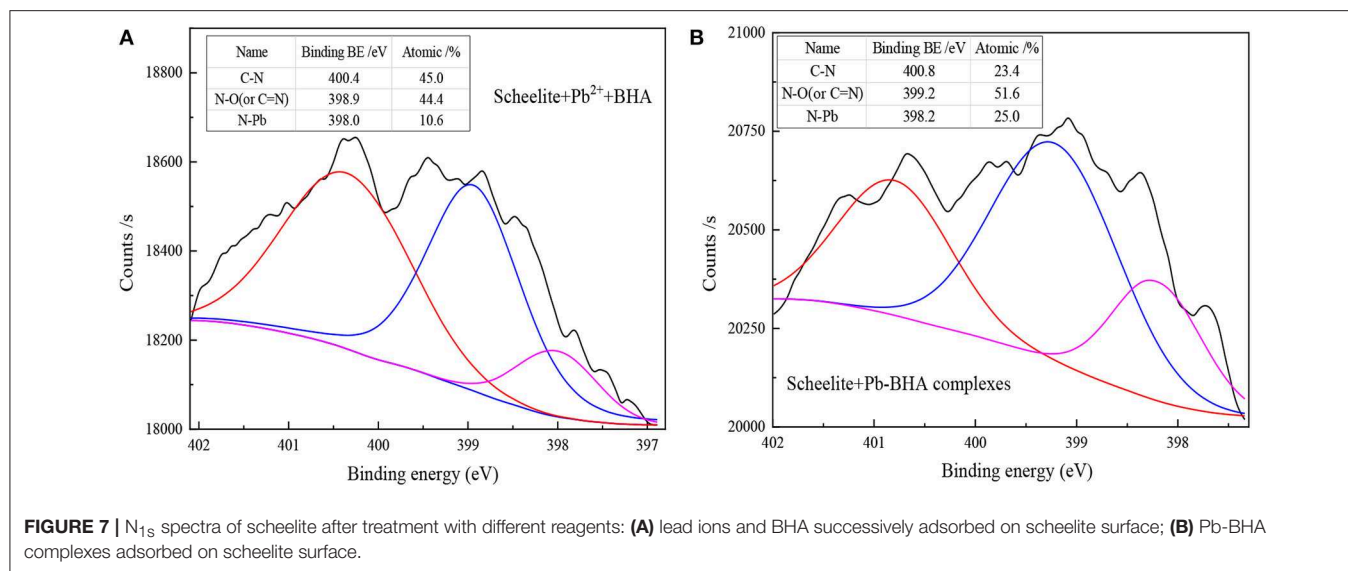 A
Name Binding BE /eV Atomic /%
C-N 400.4 45.0
N-O(or C=N) 398.9 44.4
N-Pb 398.0 10.6
Scheelite+Pb²⁺+BHA
18800
18600
18400
18200
18000
Counts /s
402 401 400 399 398 397
Binding energy (eV)
B
Name Binding BE /eV Atomic /%
C-N 400.8 23.4
N-O(or C=N) 399.2 51.6
N-Pb 398.2 25.0
21000
20750
20500
20250
20000
Counts /s
Scheelite+Pb-BHA complexes
402 401 400 399 398
Binding energy (eV)
FIGURE 7 | N1s spectra of scheelite after treatment with different reagents: (A) lead ions and BHA successively adsorbed on scheelite surface; (B) Pb-BHA
complexes adsorbed on scheelite surface.